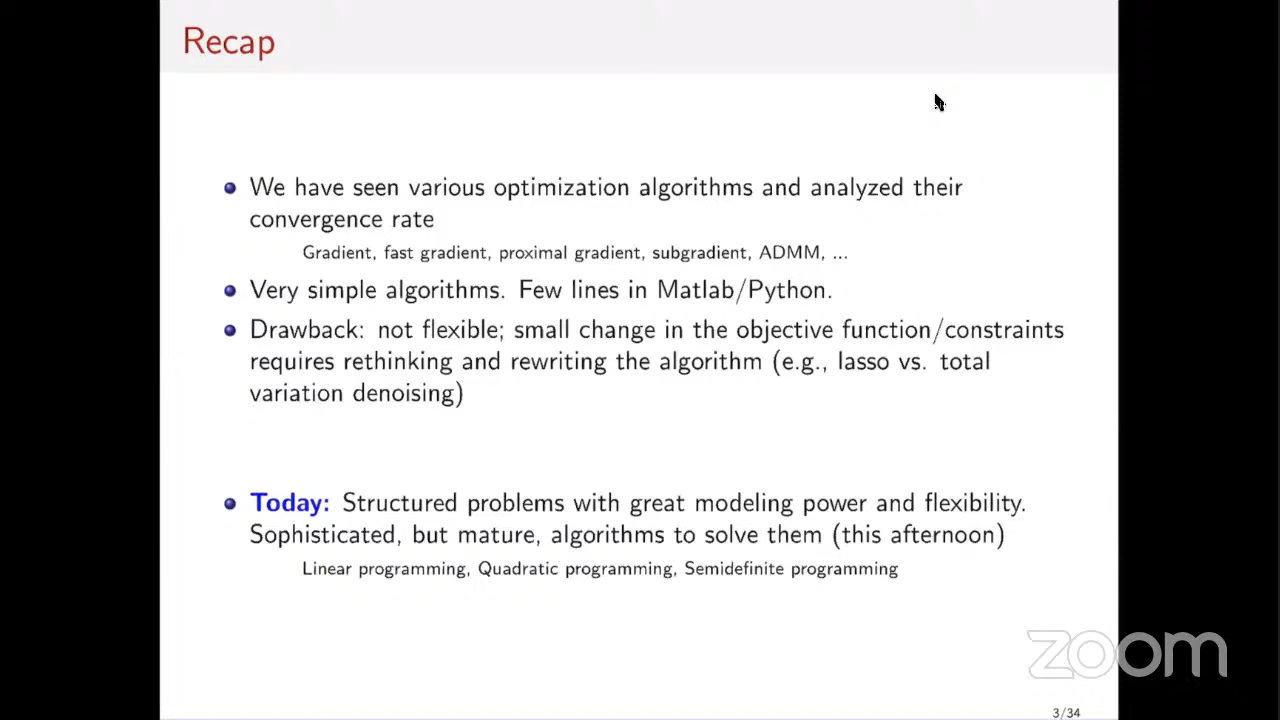 Recap
We have seen various optimization algorithms and analyzed their
convergence rate
Gradient, fast gradient, proximal gradient, subgradient, ADMM, ...
Very simple algorithms. Few lines in Matlab/Python.
Drawback: not flexible; small change in the objective function/constraints
requires rethinking and rewriting the algorithm (e.g., lasso vs. total
variation denoising)
Today: Structured problems with great modeling power and flexibility.
Sophisticated, but mature, algorithms to solve them (this afternoon)
Linear programming, Quadratic programming, Semidefinite programming
zoom
3/34